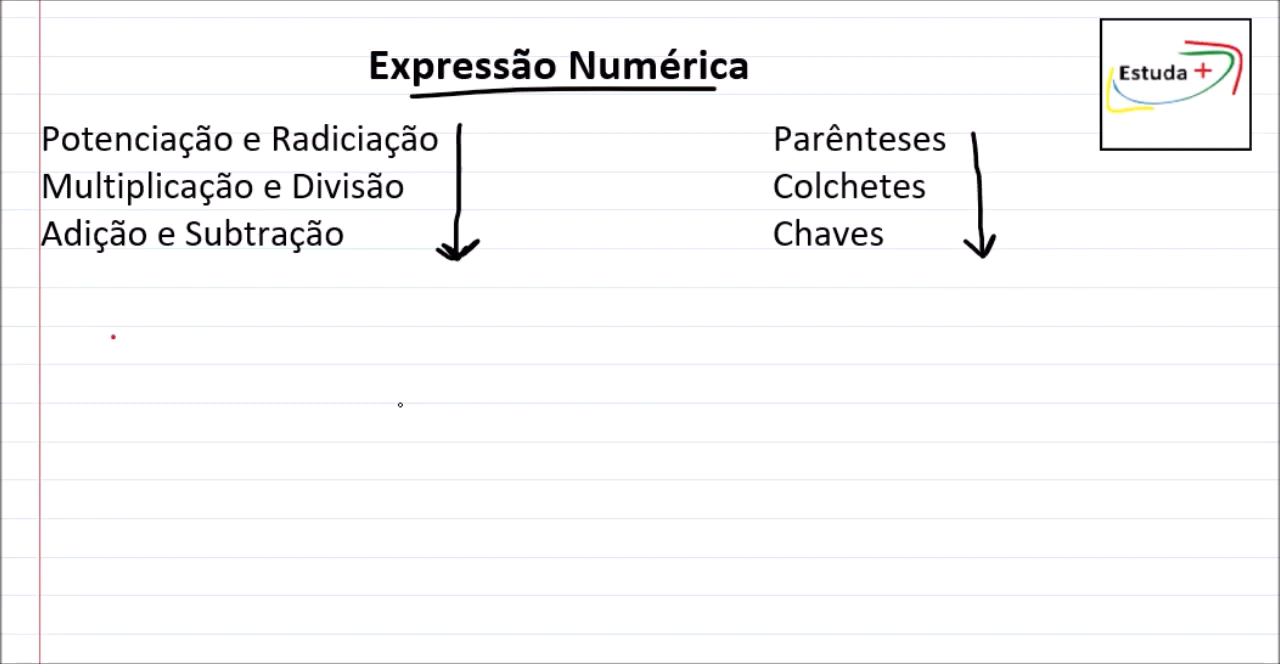 Expressão Numérica
Estuda +
Potenciação e Radiciação
Multiplicação e Divisão
Adição e Subtração
Parênteses
Colchetes
Chaves